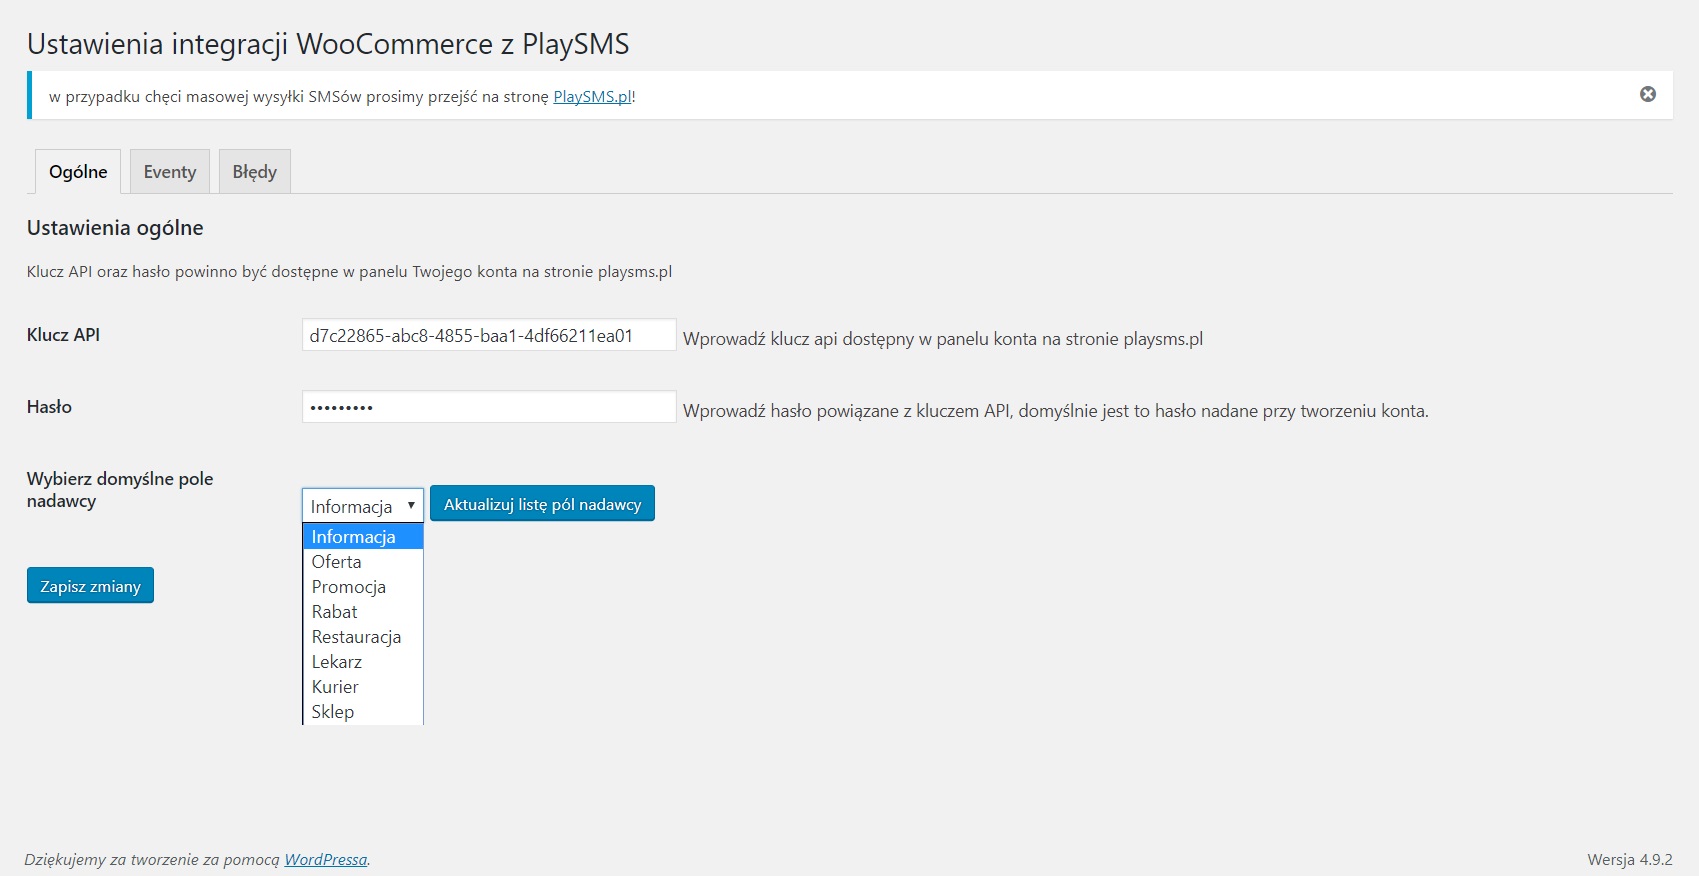 Ustawienia integracji WooCommerce z PlaySMS
w przypadku chęci masowej wysyłki SMSów prosimy przejść na stronę PlaySMS.pl!
Ogólne
Eventy
Błędy
Ustawienia ogólne
Klucz API oraz hasło powinno być dostępne w panelu Twojego konta na stronie playsms.pl
Klucz API
d7c22865-abc8-4855-baa1-4df66211ea01
Wprowadź klucz api dostępny w panelu konta na stronie playsms.pl
Hasło
•••••••••
Wprowadź hasło powiązane z kluczem API, domyślnie jest to hasło nadane przy tworzeniu konta.
Wybierz domyślne pole
nadawcy
Informacja
Aktualizuj listę pól nadawcy
Informacja
Oferta
Promocja
Rabat
Restauracja
Lekarz
Kurier
Sklep
Zapisz zmiany
Dziękujemy za tworzenie za pomocą WordPressa.
Wersja 4.9.2